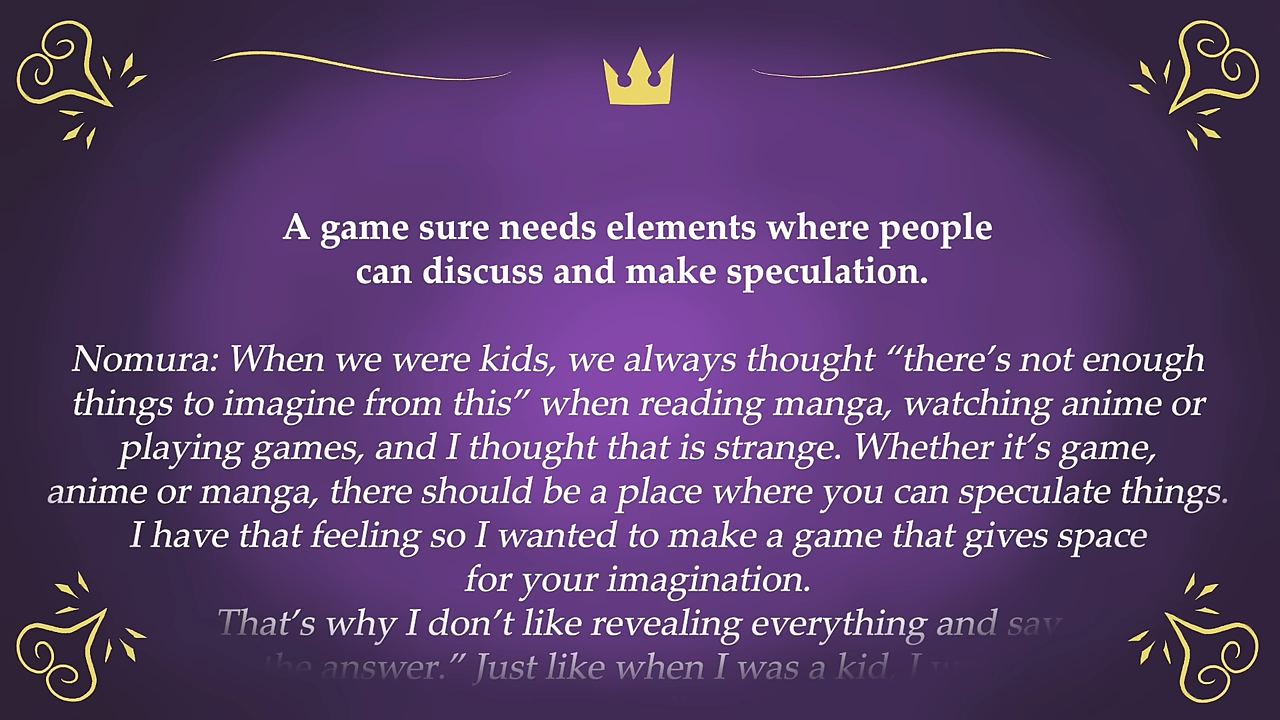 A game sure needs elements where people
can discuss and make speculation.
Nomura: When we were kids, we always thought “there’s not enough
things to imagine from this” when reading manga, watching anime or
playing games, and I thought that is strange. Whether it’s game,
anime or manga, there should be a place where you can speculate things.
I have that feeling so I wanted to make a game that gives space
for your imagination.
That’s why I don’t like revealing everything and say
the answer.” Just like when I was a kid, I